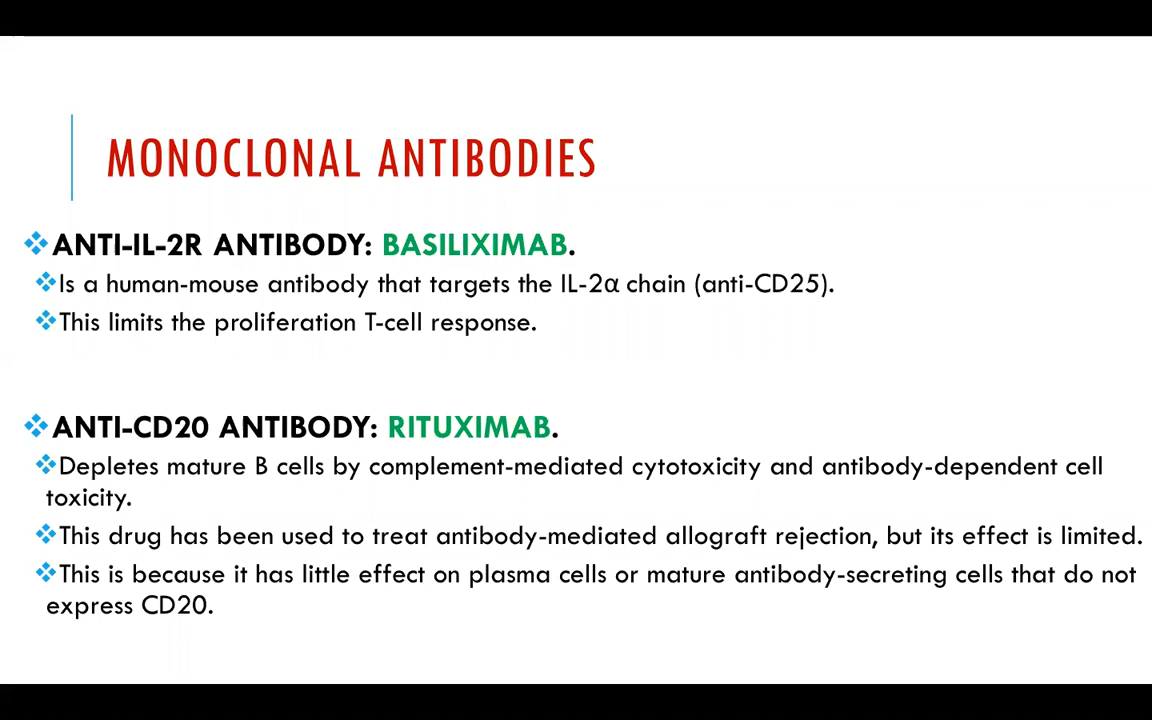 MONOCLONAL ANTIBODIES
❖ANTI-IL-2R ANTIBODY: BASILIXIMAB.
❖Is a human-mouse antibody that targets the IL-2α chain (anti-CD25).
❖This limits the proliferation T-cell response.
❖ANTI-CD20 ANTIBODY: RITUXIMAB.
❖Depletes mature B cells by complement-mediated cytotoxicity and antibody-dependent cell
toxicity.
❖This drug has been used to treat antibody-mediated allograft rejection, but its effect is limited.
❖This is because it has little effect on plasma cells or mature antibody-secreting cells that do not
express CD20.